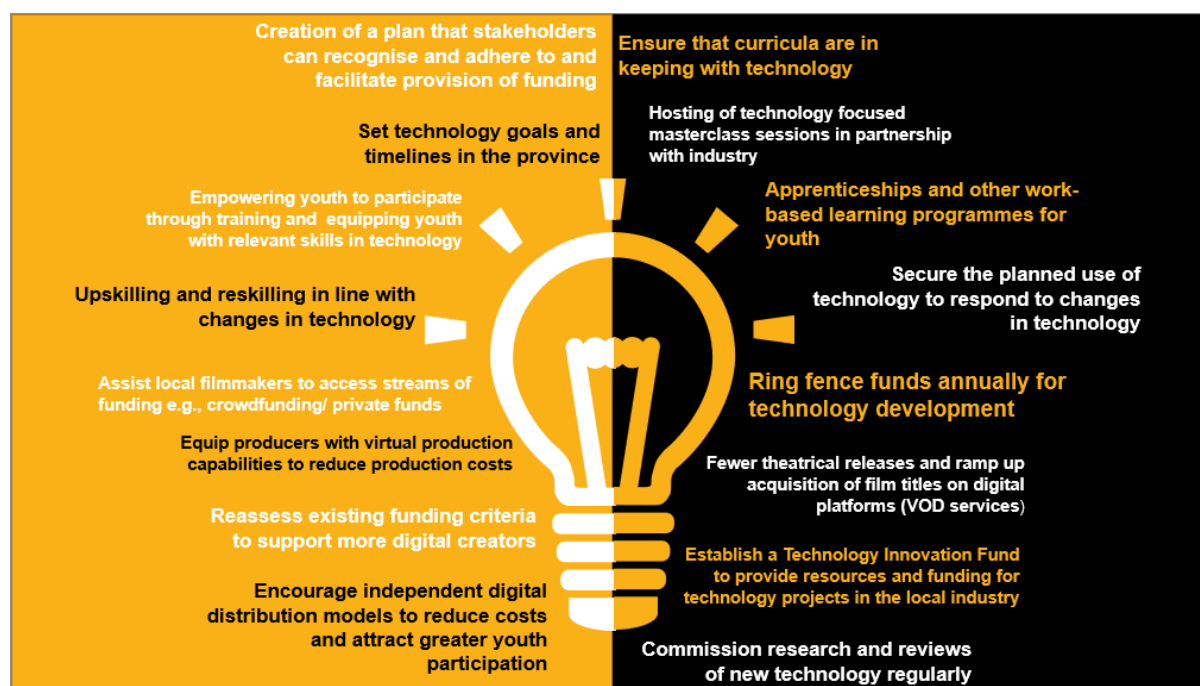 Creation of a plan that stakeholders
can recognise and adhere to and
facilitate provision of funding
Set technology goals and
timelines in the province
Empowering youth to participate
through training and  equipping youth
with relevant skills in technology
Upskilling and reskilling in line with
changes in technology
Assist local filmmakers to access streams of
funding e.g., crowdfunding/ private funds
Equip producers with virtual production
capabilities to reduce production costs
Reassess existing funding criteria
to support more digital creators
Encourage independent digital
distribution models to reduce costs
and attract greater youth
participation
Ensure that curricula are in
keeping with technology
Hosting of technology focused
masterclass sessions in partnership
with industry
Apprenticeships and other work-
based learning programmes for
youth
Secure the planned use of
technology to respond to changes
in technology
Ring fence funds annually for
technology development
Fewer theatrical releases and ramp up
acquisition of film titles on digital
platforms (VOD services)
Establish a Technology Innovation Fund
to provide resources and funding for
technology projects in the local industry
Commission research and reviews
of new technology regularly